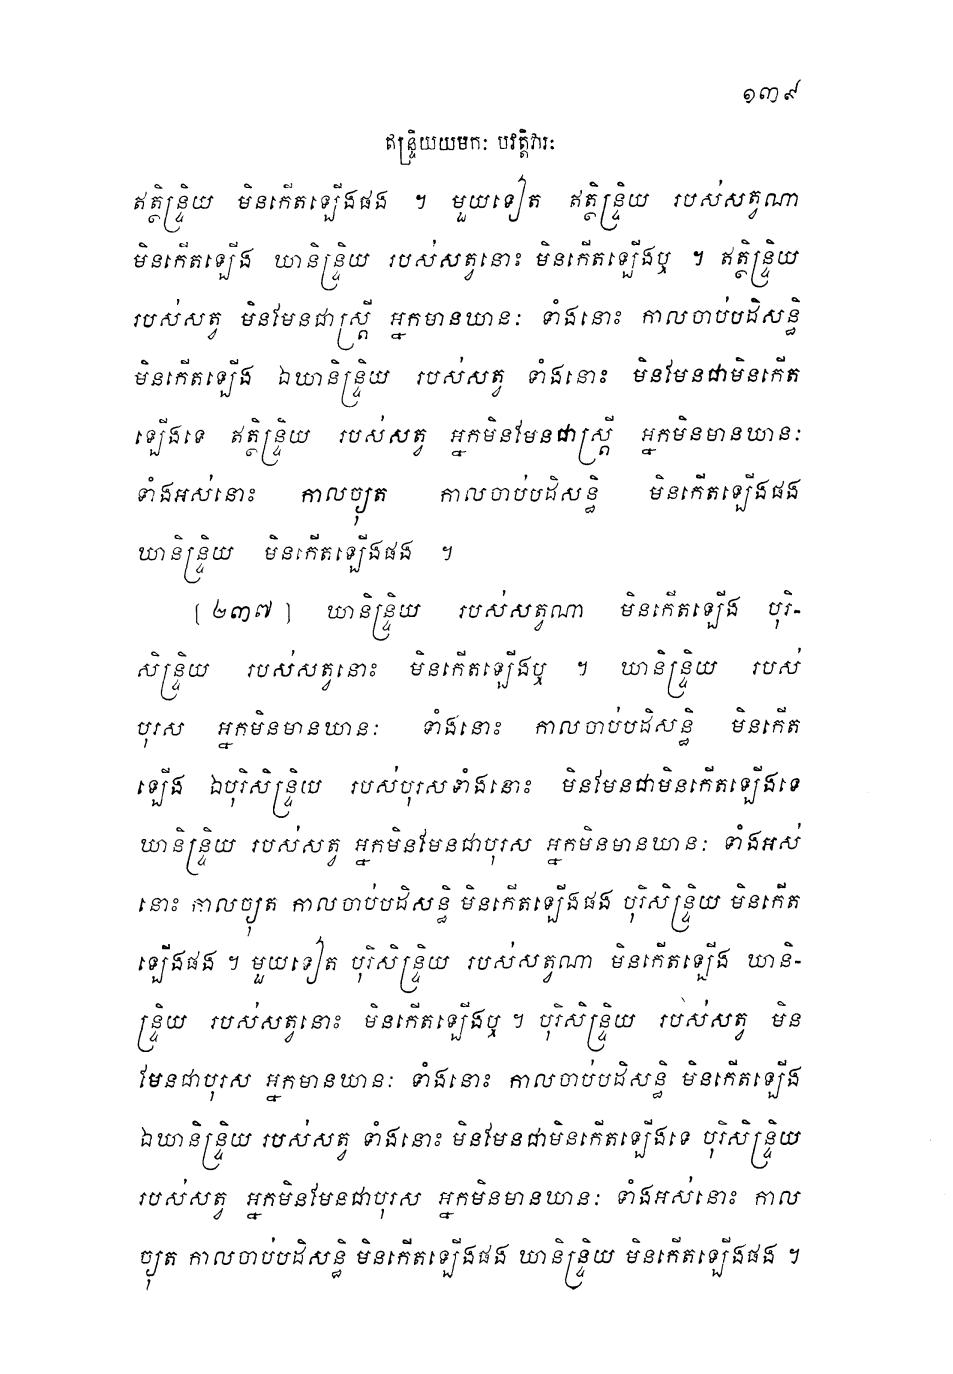 ១៣៩
ឥន្ទ្រិយយមកៈ បវត្តិវារៈ
ឥត្ថិន្ទ្រិយ មិនកើតឡើងផង ។ មួយទៀត ឥត្ថិន្ទ្រិយ របស់សត្វណា
មិនកើតឡើង ឃានិន្ទ្រិយ របស់សត្វនោះ មិនកើតឡើងឬ ។ ឥត្ថិន្ទ្រិយ
របស់សត្វ មិនមែនជាស្ត្រី អ្នកមានឃានៈ ទាំងនោះ កាលចាប់បដិសន្ធិ
មិនកើតឡើង ឯឃានិន្ទ្រិយ របស់សត្វ ទាំងនោះ មិនមែនជាមិនកើត
ឡើងទេ ឥត្ថិន្ទ្រិយ របស់សត្វ អ្នកមិនមែនជាស្ត្រី អ្នកមិនមានឃានៈ
ទាំងអស់នោះ កាលច្យុត កាលចាប់បដិសន្ធិ មិនកើតឡើងផង
ឃានិន្ទ្រិយ មិនកើតឡើងផង ។
[ ២៣៧ ] ឃានិន្ទ្រិយ របស់សត្វណា មិនកើតឡើង បុរិ-
សិន្ទ្រិយ របស់សត្វនោះ មិនកើតឡើងឬ ។ ឃានិន្ទ្រិយ របស់
បុរស អ្នកមិនមានឃានៈ ទាំងនោះ កាលចាប់បដិសន្ធិ មិនកើត
ឡើង ឯបុរិសិន្ទ្រិយ របស់បុរសទាំងនោះ មិនមែនជាមិនកើតឡើងទេ
ឃានិន្ទ្រិយ របស់សត្វ អ្នកមិនមែនជាបុរស អ្នកមិនមានឃានៈ ទាំងអស់
នោះ កាលច្យុត កាលចាប់បដិសន្ធិ មិនកើតឡើងផង បុរិសិន្ទ្រិយ មិនកើត
ឡើងផង ។ មួយទៀត បុរិសិន្ទ្រិយ របស់សត្វណា មិនកើតឡើង ឃានិ-
ន្ទ្រិយ របស់សត្វនោះ មិនកើតឡើងឬ ។ បុរិសិន្ទ្រិយ របស់សត្វ មិន
មែនជាបុរស អ្នកមានឃានៈ ទាំងនោះ កាលចាប់បដិសន្ធិ មិនកើតឡើង
ឯឃានិន្ទ្រិយ របស់សត្វ ទាំងនោះ មិនមែនជាមិនកើតឡើងទេ បុរិសិន្ទ្រិយ
របស់សត្វ អ្នកមិនមែនជាបុរស អ្នកមិនមានឃានៈ ទាំងអស់នោះ កាល
ច្យុត កាលចាប់បដិសន្ធិ មិនកើតឡើងផង ឃានិន្ទ្រិយ មិនកើតឡើងផង ។